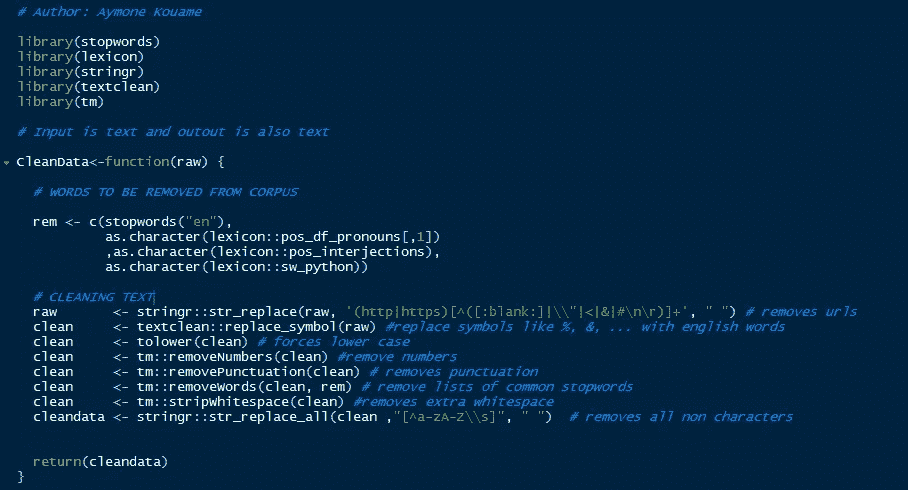 # Author: Aymone Kouame
library(stopwords)
library(lexicon)
library(stringr)
library(textclean)
library(tm)
# Input is text and outout is also text
CleanData<-function(raw) {
# WORDS TO BE REMOVED FROM CORPUS
rem <- c(stopwords("en"),
as.character(lexicon::pos_df_pronouns[,1])
,as.character(lexicon::pos_interjections),
as.character(lexicon::sw_python))
# CLEANING TEXT
raw <- stringr::str_replace(raw, '(http|https)[^([:blank:]|\\"|<|&|#\n\r)]+', " ") # removes urls
clean <- textclean::replace_symbol(raw) #replace symbols like %, &, ... with english words
clean <- tolower(clean) # forces lower case
clean <- tm::removeNumbers(clean) #remove numbers
clean <- tm::removePunctuation(clean) # removes punctuation
clean <- tm::removeWords(clean, rem) # remove lists of common stopwords
clean <- tm::stripWhitespace(clean) #removes extra whitespace
cleandata <- stringr::str_replace_all(clean ,"[^a-zA-Z\\s]", " ") # removes all non characters
return(cleandata)
}